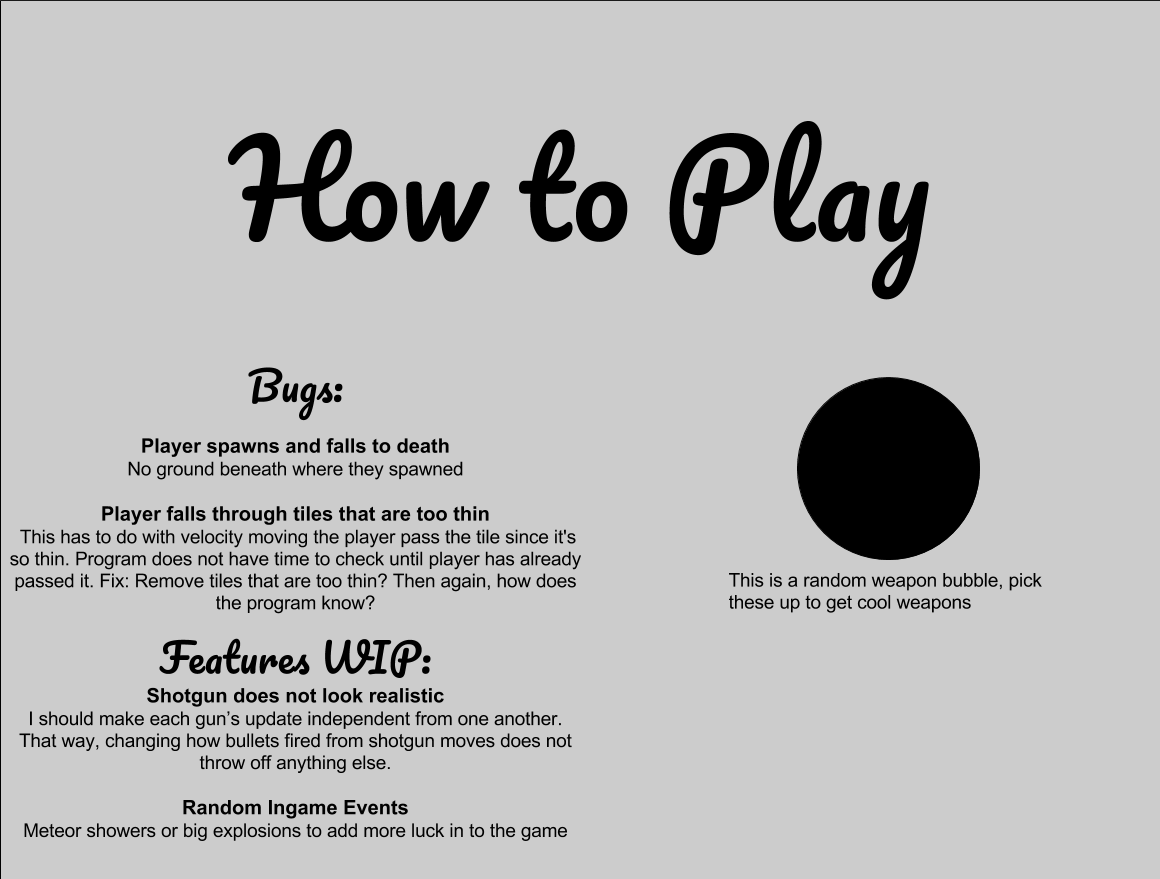 How to Play
Bugs:
Player spawns and falls to death
No ground beneath where they spawned
Player falls through tiles that are too thin
This has to do with velocity moving the player pass the tile since it's
so thin. Program does not have time to check until player has already
passed it. Fix: Remove tiles that are too thin? Then again, how does
the program know?
Features WIP:
Shotgun does not look realistic
I should make each gun’s update independent from one another.
That way, changing how bullets fired from shotgun moves does not
throw off anything else.
Random Ingame Events
Meteor showers or big explosions to add more luck in to the game
This is a random weapon bubble, pick
these up to get cool weapons